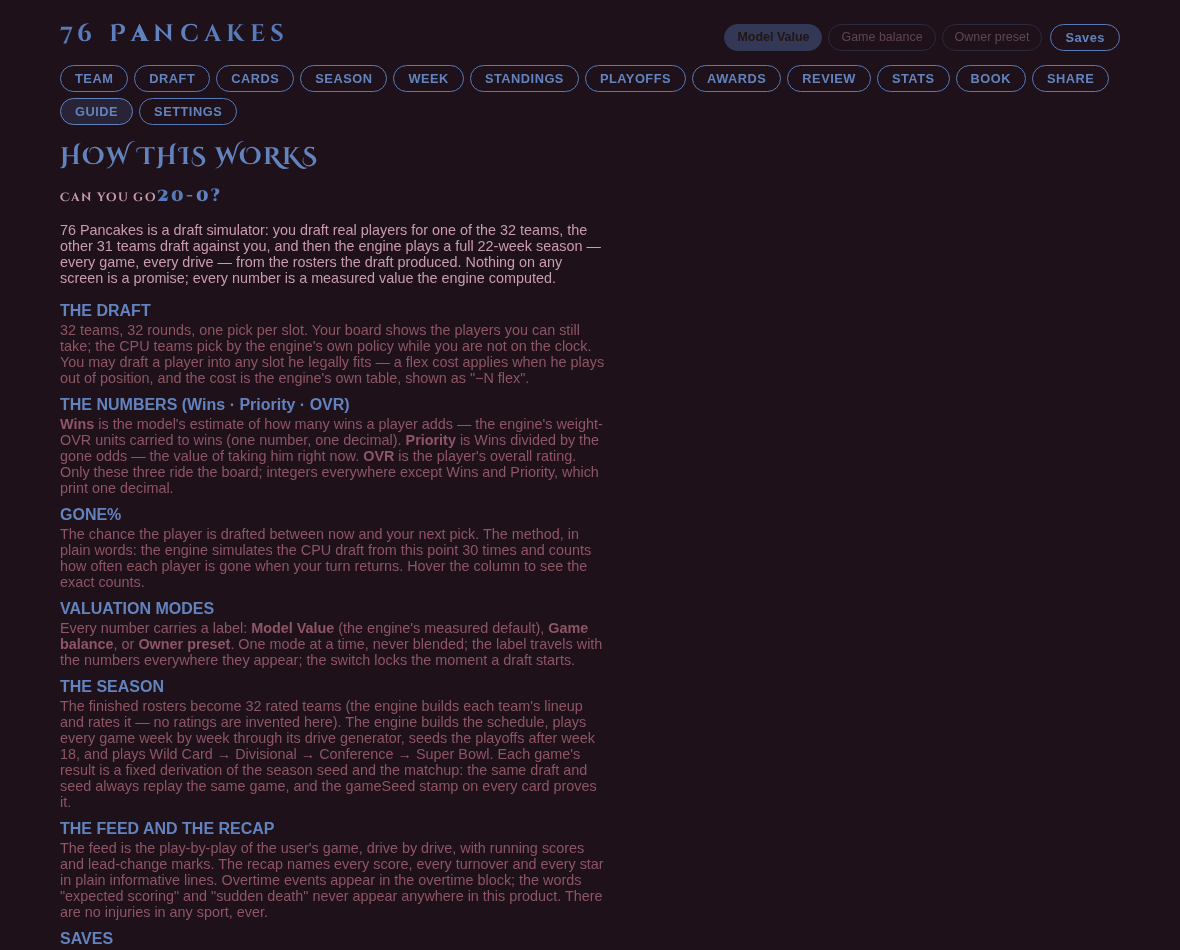 76 Pancakes
Model Value Game balance Owner preset Saves
TEAM DRAFT CARDS SEASON WEEK STANDINGS PLAYOFFS AWARDS REVIEW STATS BOOK SHARE
GUIDE SETTINGS
HOW THIS WORKS
CAN YOU GO 20-0?
76 Pancakes is a draft simulator: you draft real players for one of the 32 teams, the
other 31 teams draft against you, and then the engine plays a full 22-week season —
every game, every drive — from the rosters the draft produced. Nothing on any
screen is a promise; every number is a measured value the engine computed.
THE DRAFT
32 teams, 32 rounds, one pick per slot. Your board shows the players you can still
take; the CPU teams pick by the engine's own policy while you are not on the clock.
You may draft a player into any slot he legally fits — a flex cost applies when he plays
out of position, and the cost is the engine's own table, shown as "−N flex".
THE NUMBERS (Wins · Priority · OVR)
Wins is the model's estimate of how many wins a player adds — the engine's weight-
OVR units carried to wins (one number, one decimal). Priority is Wins divided by the
gone odds — the value of taking him right now. OVR is the player's overall rating.
Only these three ride the board; integers everywhere except Wins and Priority, which
print one decimal.
GONE%
The chance the player is drafted between now and your next pick. The method, in
plain words: the engine simulates the CPU draft from this point 30 times and counts
how often each player is gone when your turn returns. Hover the column to see the
exact counts.
VALUATION MODES
Every number carries a label: Model Value (the engine's measured default), Game
balance, or Owner preset. One mode at a time, never blended; the label travels with
the numbers everywhere they appear; the switch locks the moment a draft starts.
THE SEASON
The finished rosters become 32 rated teams (the engine builds each team's lineup
and rates it — no ratings are invented here). The engine builds the schedule, plays
every game week by week through its drive generator, seeds the playoffs after week
18, and plays Wild Card → Divisional → Conference → Super Bowl. Each game's
result is a fixed derivation of the season seed and the matchup: the same draft and
seed always replay the same game, and the gameSeed stamp on every card proves
it.
THE FEED AND THE RECAP
The feed is the play-by-play of the user's game, drive by drive, with running scores
and lead-change marks. The recap names every score, every turnover and every star
in plain informative lines. Overtime events appear in the overtime block; the words
"expected scoring" and "sudden death" never appear anywhere in this product. There
are no injuries in any sport, ever.
SAVES